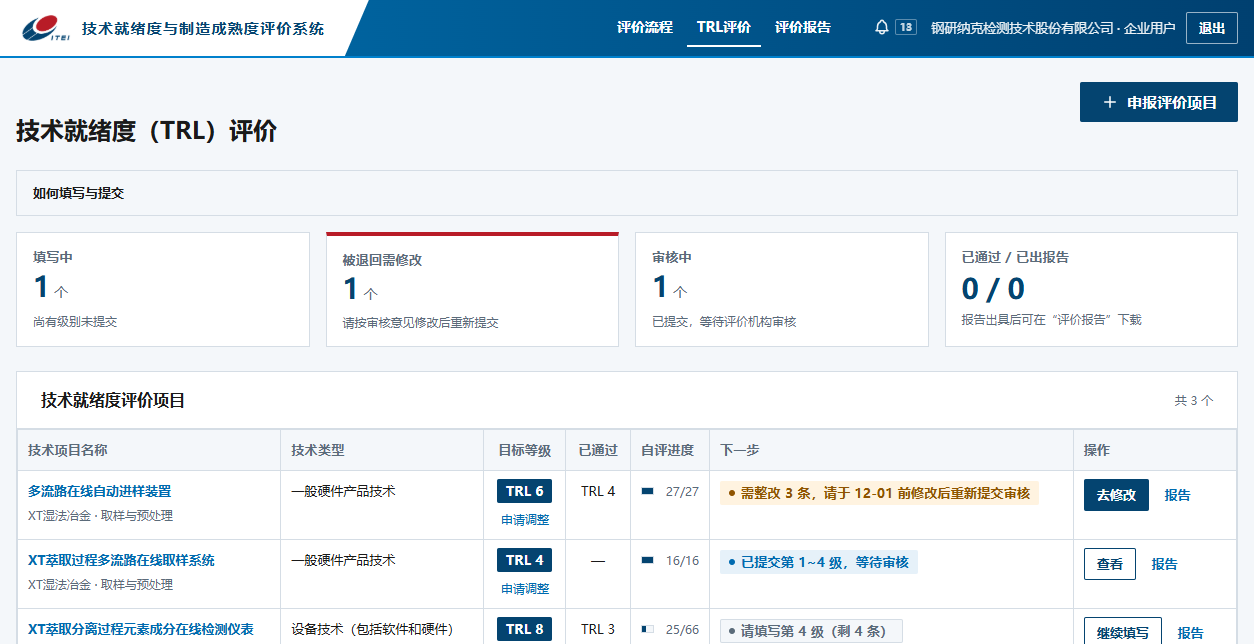 ITEI 技术就绪度与制造成熟度评价系统 评价流程 TRL评价 评价报告 13 钢研纳克检测技术股份有限公司 · 企业用户 退出
+ 申报评价项目
技术就绪度（TRL）评价
如何填写与提交
填写中
1 个
尚有级别未提交
被退回需修改
1 个
请按审核意见修改后重新提交
审核中
1 个
已提交，等待评价机构审核
已通过 / 已出报告
0 / 0
报告出具后可在“评价报告”下载
技术就绪度评价项目 共 3 个
技术项目名称 技术类型 目标等级 已通过 自评进度 下一步 操作
多流路在线自动进样装置 一般硬件产品技术 TRL 6 TRL 4 27/27 需整改 3 条，请于 12-01 前修改后重新提交审核 去修改 报告
XT湿法冶金 · 取样与预处理 申请调整
XT萃取过程多流路在线取样系统 一般硬件产品技术 TRL 4 — 16/16 已提交第 1~4 级，等待审核 查看 报告
XT湿法冶金 · 取样与预处理 申请调整
XT萃取分离过程元素成分在线检测仪表 设备技术（包括软件和硬件） TRL 8 TRL 3 25/66 请填写第 4 级（剩 4 条） 继续填写 报告